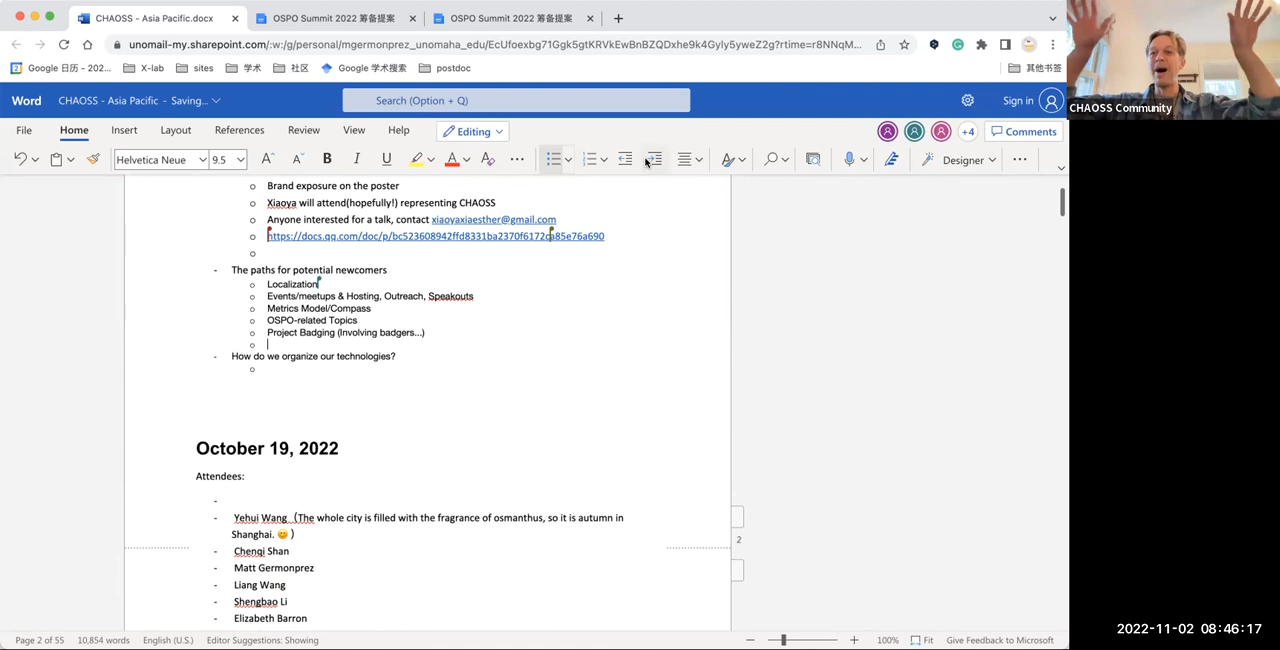 CHAOSS - Asia Pacific.docx
OSPO Summit 2022 筹备提案
OSPO Summit 2022 筹备提案
unomail-my.sharepoint.com/:w:/g/personal/mgermonprez_unomaha_edu/EcUfoexbg71Ggk5gtKRVkEwBnBZQDxhe9k4Gyly5yweZ2g?rtime=r8NNqM...
Google 日历 - 202...
X-lab
sites
学术
社区
Google 学术搜索
postdoc
其他书签
CHAOSS Community
Word
CHAOSS - Asia Pacific - Saving...
Search (Option + Q)
Sign in
File
Home
Insert
Layout
References
Review
View
Help
Editing
+4
Comments
Helvetica Neue
9.5
Designer
Brand exposure on the poster
Xiaoya will attend(hopefully!) representing CHAOSS
Anyone interested for a talk, contact xiaoyaxiaesther@gmail.com
https://docs.qq.com/doc/p/bc523608942ffd8331ba2370f6172ca85e76a690
- The paths for potential newcomers
Localization
Events/meetups & Hosting, Outreach, Speakouts
Metrics Model/Compass
OSPO-related Topics
Project Badging (Involving badgers...)
- How do we organize our technologies?
October 19, 2022
Attendees:
-
- Yehui Wang（The whole city is filled with the fragrance of osmanthus, so it is autumn in
Shanghai. 😊 )
- Chenqi Shan
- Matt Germonprez
- Liang Wang
- Shengbao Li
- Elizabeth Barron
2
Page 2 of 55
10,844 words
English (U.S.)
Editor Suggestions: Showing
100%
Fit
Give Feedback to Microsoft
2022-11-02 08:46:17